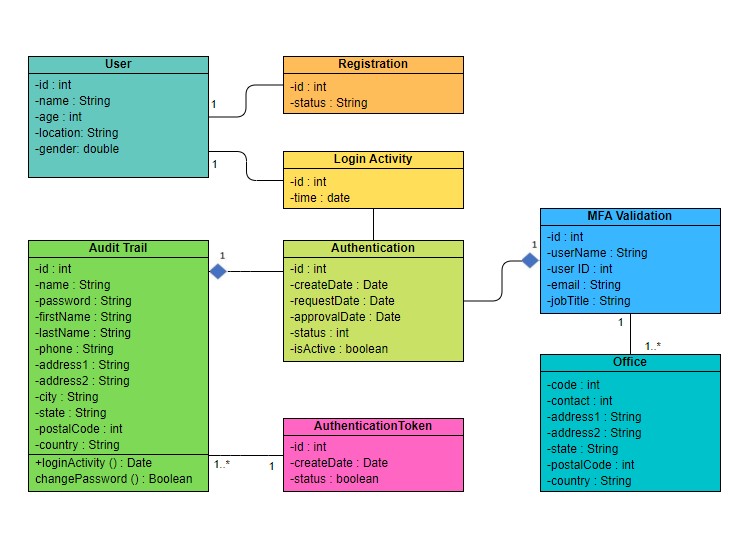 User
-id : int
-name : String
-age : int
-location: String
-gender: double
1
1
Registration
-id : int
-status : String
Login Activity
-id : int
-time : date
Audit Trail
-id : int
-name : String
-password : String
-firstName : String
-lastName : String
-phone : String
-address1 : String
-address2 : String
-city : String
-state : String
-postalCode : int
-country : String
+loginActivity () : Date
changePassword () : Boolean
1
1..*
1
Authentication
-id : int
-createDate : Date
-requestDate : Date
-approvalDate : Date
-status : int
-isActive : boolean
AuthenticationToken
-id : int
-createDate : Date
-status : boolean
1
MFA Validation
-id : int
-userName : String
-user ID : int
-email : String
-jobTitle : String
1
1..*
Office
-code : int
-contact : int
-address1 : String
-address2 : String
-state : String
-postalCode : int
-country : String